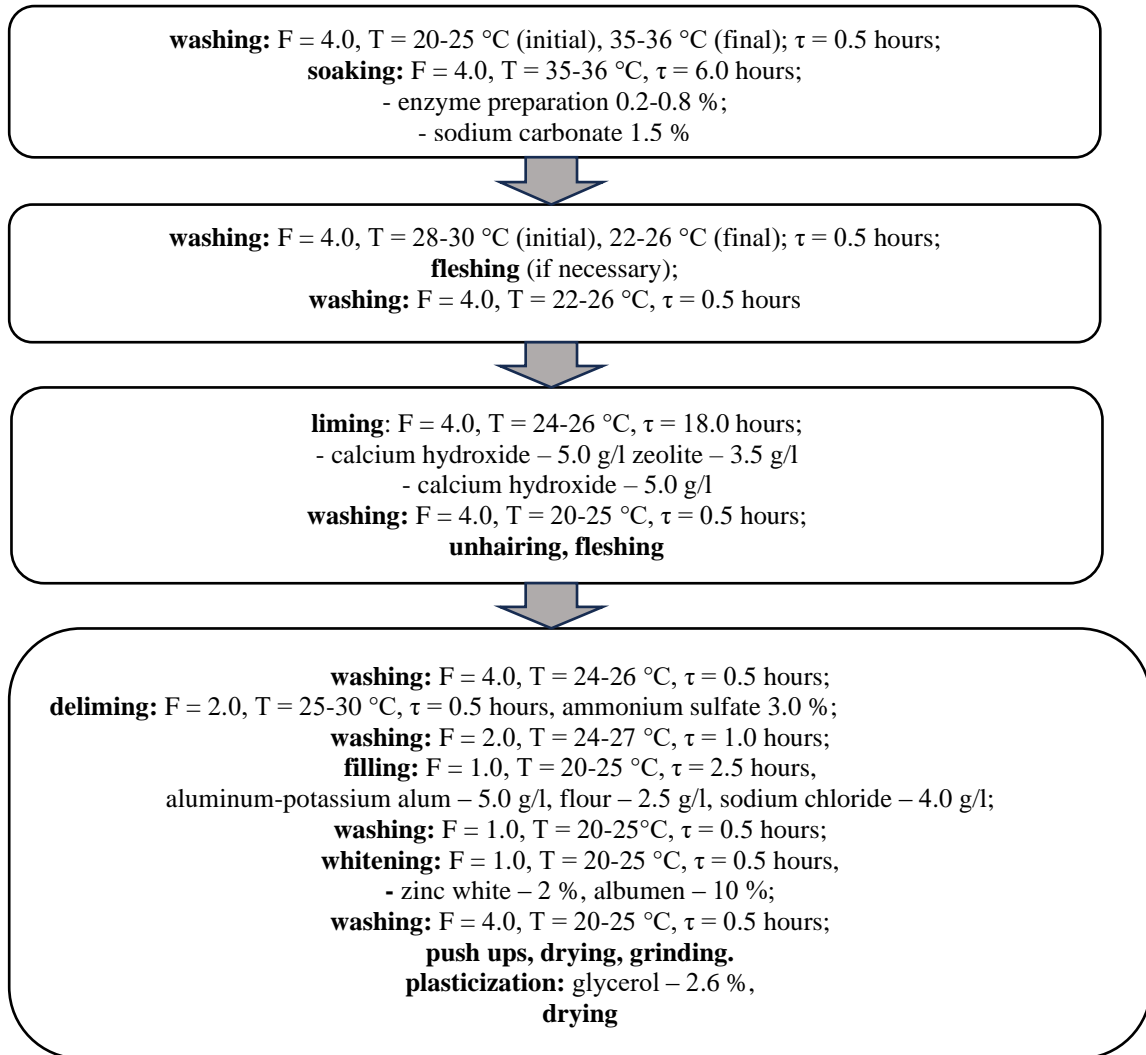 washing: F = 4.0, T = 20-25 °C (initial), 35-36 °C (final); τ = 0.5 hours;
soaking: F = 4.0, T = 35-36 °C, τ = 6.0 hours;
- enzyme preparation 0.2-0.8 %;
- sodium carbonate 1.5 %
washing: F = 4.0, T = 28-30 °C (initial), 22-26 °C (final); τ = 0.5 hours;
fleshing (if necessary);
washing: F = 4.0, T = 22-26 °C, τ = 0.5 hours
liming: F = 4.0, T = 24-26 °C, τ = 18.0 hours;
- calcium hydroxide – 5.0 g/l zeolite – 3.5 g/l
- calcium hydroxide – 5.0 g/l
washing: F = 4.0, T = 20-25 °C, τ = 0.5 hours;
unhairing, fleshing
washing: F = 4.0, T = 24-26 °C, τ = 0.5 hours;
deliming: F = 2.0, T = 25-30 °C, τ = 0.5 hours, ammonium sulfate 3.0 %;
washing: F = 2.0, T = 24-27 °C, τ = 1.0 hours;
filling: F = 1.0, T = 20-25 °C, τ = 2.5 hours,
aluminum-potassium alum – 5.0 g/l, flour – 2.5 g/l, sodium chloride – 4.0 g/l;
washing: F = 1.0, T = 20-25°C, τ = 0.5 hours;
whitening: F = 1.0, T = 20-25 °C, τ = 0.5 hours,
- zinc white – 2 %, albumen – 10 %;
washing: F = 4.0, T = 20-25 °C, τ = 0.5 hours;
push ups, drying, grinding.
plasticization: glycerol – 2.6 %,
drying